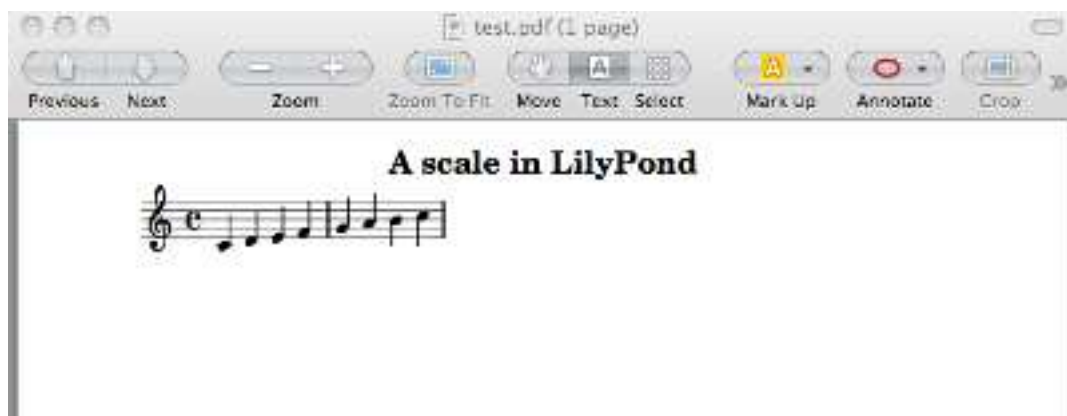 test.pdf (1 page)
Previous Next Zoom Zoom To Fit Move Text Select Mark Up Annotate Crop
A scale in LilyPond